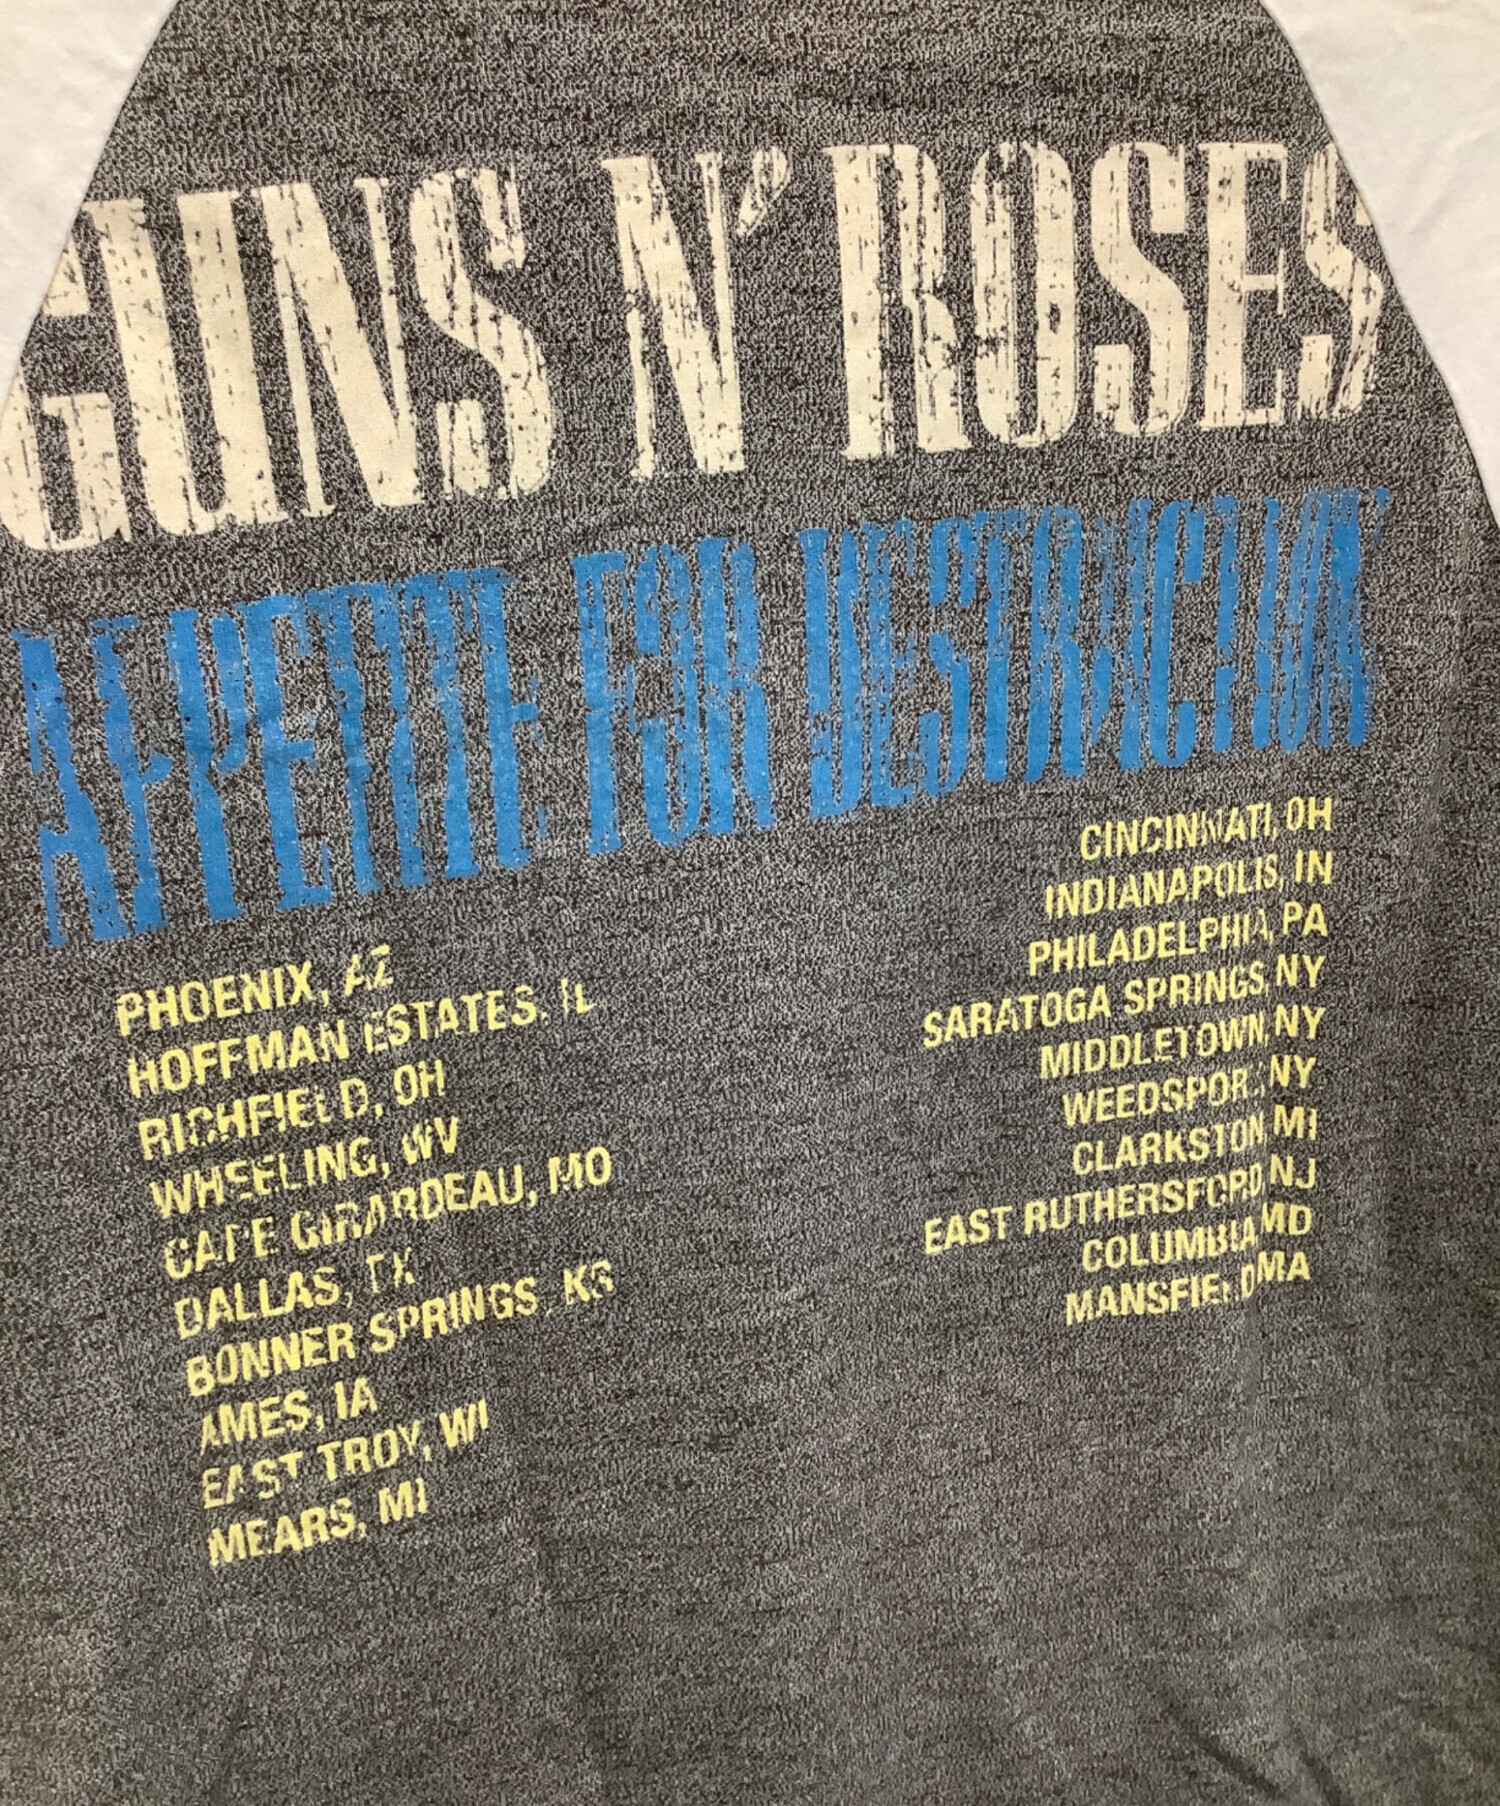 GUNS N' ROSES
APPETITE FOR DESTRUCTION
PHOENIX, AZ
HOFFMAN ESTATES, IL
RICHFIELD, OH
WHEELING, WV
CAPE GIRARDEAU, MO
DALLAS, TX
BONNER SPRINGS, KS
AMES, IA
EAST TROY, WI
MEARS, MI
CINCINNATI, OH
INDIANAPOLIS, IN
PHILADELPHIA, PA
SARATOGA SPRINGS, NY
MIDDLETOWN, NY
WEEDSPORT, NY
CLARKSTON, MI
EAST RUTHERSFORD, NJ
COLUMBIA, MD
MANSFIELD, MA